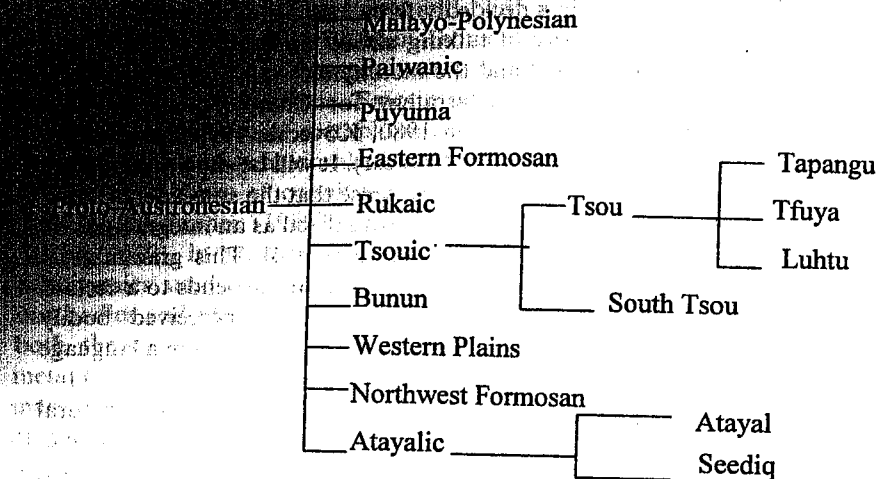 Malayo-Polynesian
Paiwanic
Puyuma
Eastern Formosan
Proto-Austronesian Rukaic Tsou Tapangu
Tfuya
Tsouic Luhtu
Bunun South Tsou
Western Plains
Northwest Formosan
Atayalic Atayal
Seediq